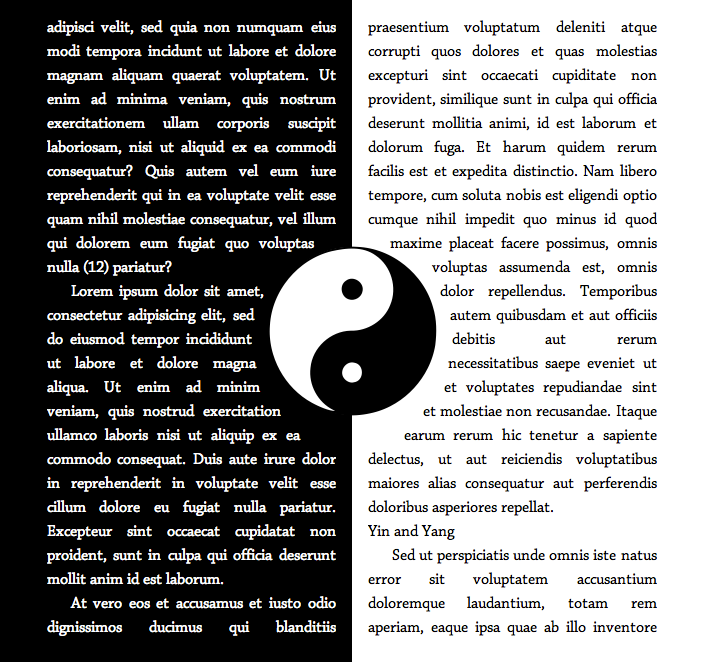 adipisci velit, sed quia non numquam eius
modi tempora incidunt ut labore et dolore
magnam aliquam quaerat voluptatem. Ut
enim ad minima veniam, quis nostrum
exercitationem ullam corporis suscipit
laboriosam, nisi ut aliquid ex ea commodi
consequatur? Quis autem vel eum iure
reprehenderit qui in ea voluptate velit esse
quam nihil molestiae consequatur, vel illum
qui dolorem eum fugiat quo voluptas
nulla (12) pariatur?
Lorem ipsum dolor sit amet,
consectetur adipisicing elit, sed
do eiusmod tempor incididunt
ut labore et dolore magna
aliqua. Ut enim ad minim
veniam, quis nostrud exercitation
ullamco laboris nisi ut aliquip ex ea
commodo consequat. Duis aute irure dolor
in reprehenderit in voluptate velit esse
cillum dolore eu fugiat nulla pariatur.
Excepteur sint occaecat cupidatat non
proident, sunt in culpa qui officia deserunt
mollit anim id est laborum.
At vero eos et accusamus et iusto odio
dignissimos ducimus qui blanditiis
praesentium voluptatum deleniti atque
corrupti quos dolores et quas molestias
excepturi sint occaecati cupiditate non
provident, similique sunt in culpa qui officia
deserunt mollitia animi, id est laborum et
dolorum fuga. Et harum quidem rerum
facilis est et expedita distinctio. Nam libero
tempore, cum soluta nobis est eligendi optio
cumque nihil impedit quo minus id quod
maxime placeat facere possimus, omnis
voluptas assumenda est, omnis
dolor repellendus. Temporibus
autem quibusdam et aut officiis
debitis aut rerum
necessitatibus saepe eveniet ut
et voluptates repudiandae sint
et molestiae non recusandae. Itaque
earum rerum hic tenetur a sapiente
delectus, ut aut reiciendis voluptatibus
maiores alias consequatur aut perferendis
doloribus asperiores repellat.
Yin and Yang
Sed ut perspiciatis unde omnis iste natus
error sit voluptatem accusantium
doloremque laudantium, totam rem
aperiam, eaque ipsa quae ab illo inventore